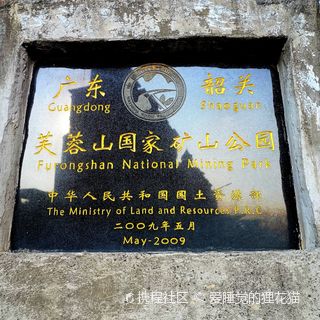 广东 韶关
Guangdong Shaoguan
芙蓉山国家矿山公园
Furongshan National Mining Park
中华人民共和国国土资源部
The Ministry of Land and Resources P.R.C
二00九年五月
May-2009
携程社区 爱睡觉的狸花猫